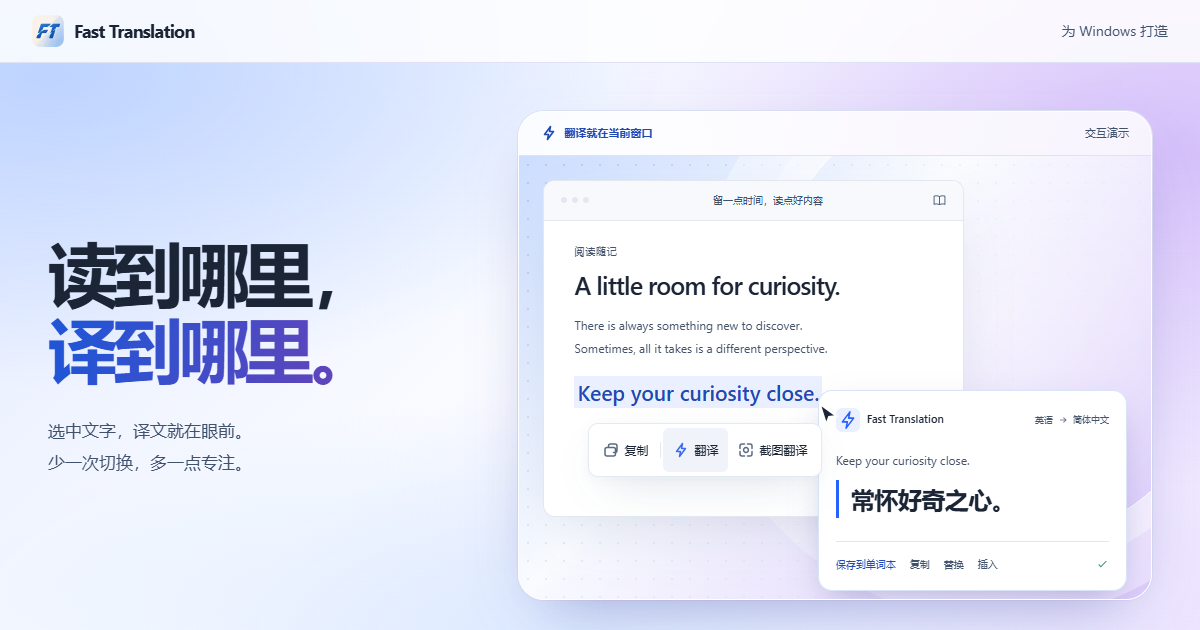 FT Fast Translation
为 Windows 打造
读到哪里，
译到哪里。
选中文字，译文就在眼前。
少一次切换，多一点专注。
翻译就在当前窗口
交互演示
留一点时间，读点好内容
阅读随记
A little room for curiosity.
There is always something new to discover.
Sometimes, all it takes is a different perspective.
Keep your curiosity close.
复制 翻译 截图翻译
Fast Translation
英语 → 简体中文
Keep your curiosity close.
常怀好奇之心。
保存到单词本 复制 替换 插入